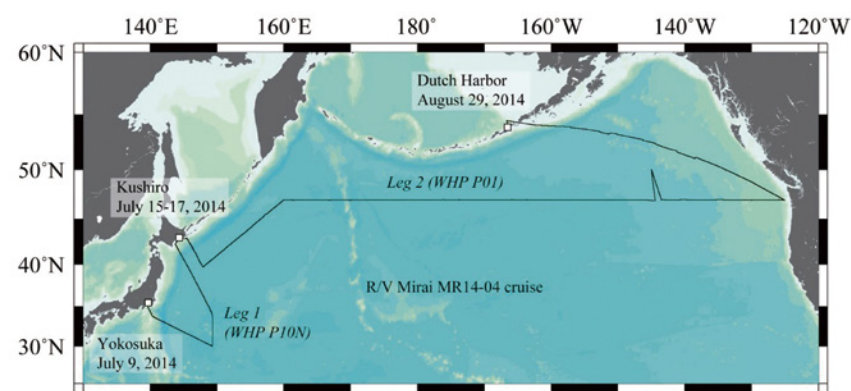 140°E 160°E 180° 160°W 140°W 120°W
60°N
Dutch Harbor
August 29, 2014
50°N
Kushiro
July 15-17, 2014
Leg 2 (WHP P01)
40°N
R/V Mirai MR14-04 cruise
Leg 1
(WHP P10N)
30°N
Yokosuka
July 9, 2014